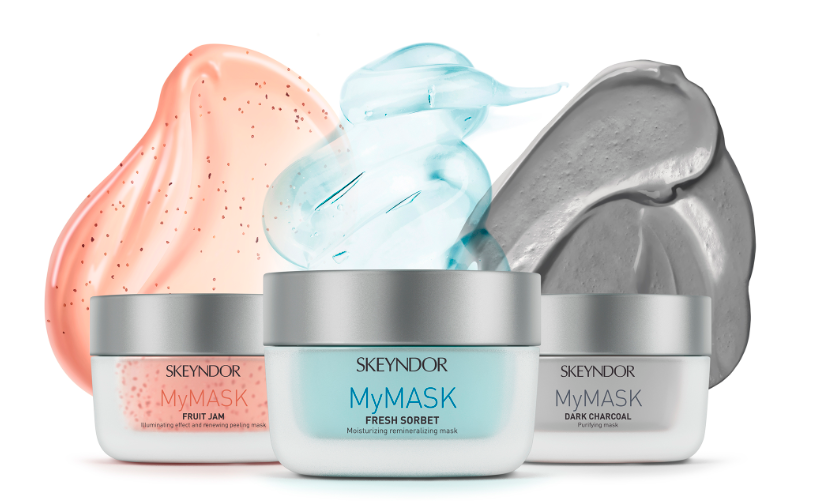 SKEYNDOR
MyMASK
FRUIT JAM
Illuminating effect and renewing peeling mask
SKEYNDOR
MyMASK
FRESH SORBET
Moisturizing remineralizing mask
SKEYNDOR
MyMASK
DARK CHARCOAL
Purifying mask